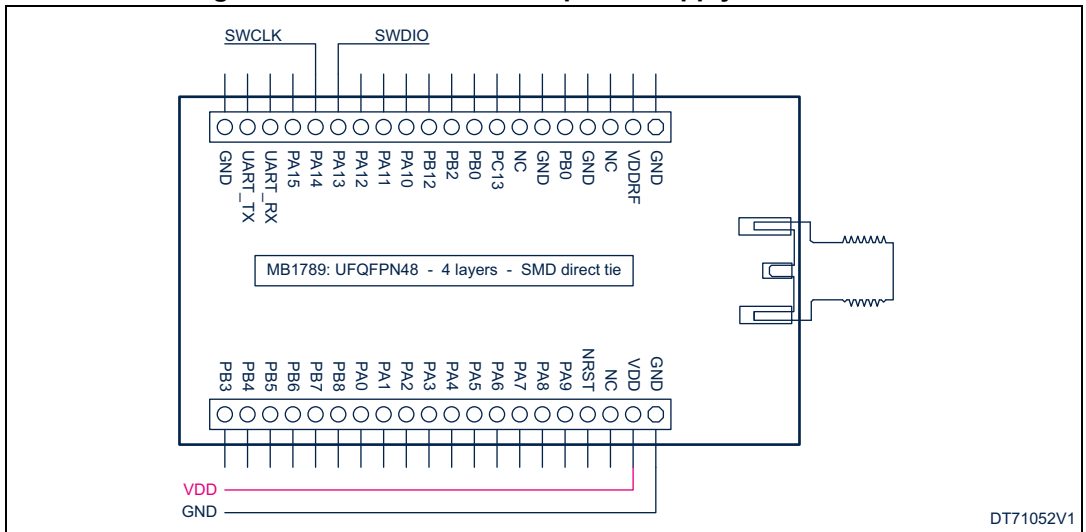 SWCLK SWDIO
GND UART_TX UART_RX PA15 PA14 PA13 PA12 PA11 PA10 PB12 PB2 PB0 PC13 NC GND PB0 GND NC VDDRF GND
MB1789: UFQFPN48 - 4 layers - SMD direct tie
PB3 PB4 PB5 PB6 PB7 PB8 PA0 PA1 PA2 PA3 PA4 PA5 PA6 PA7 PA8 PA9 NRST NC VDD GND
VDD
GND
DT71052V1